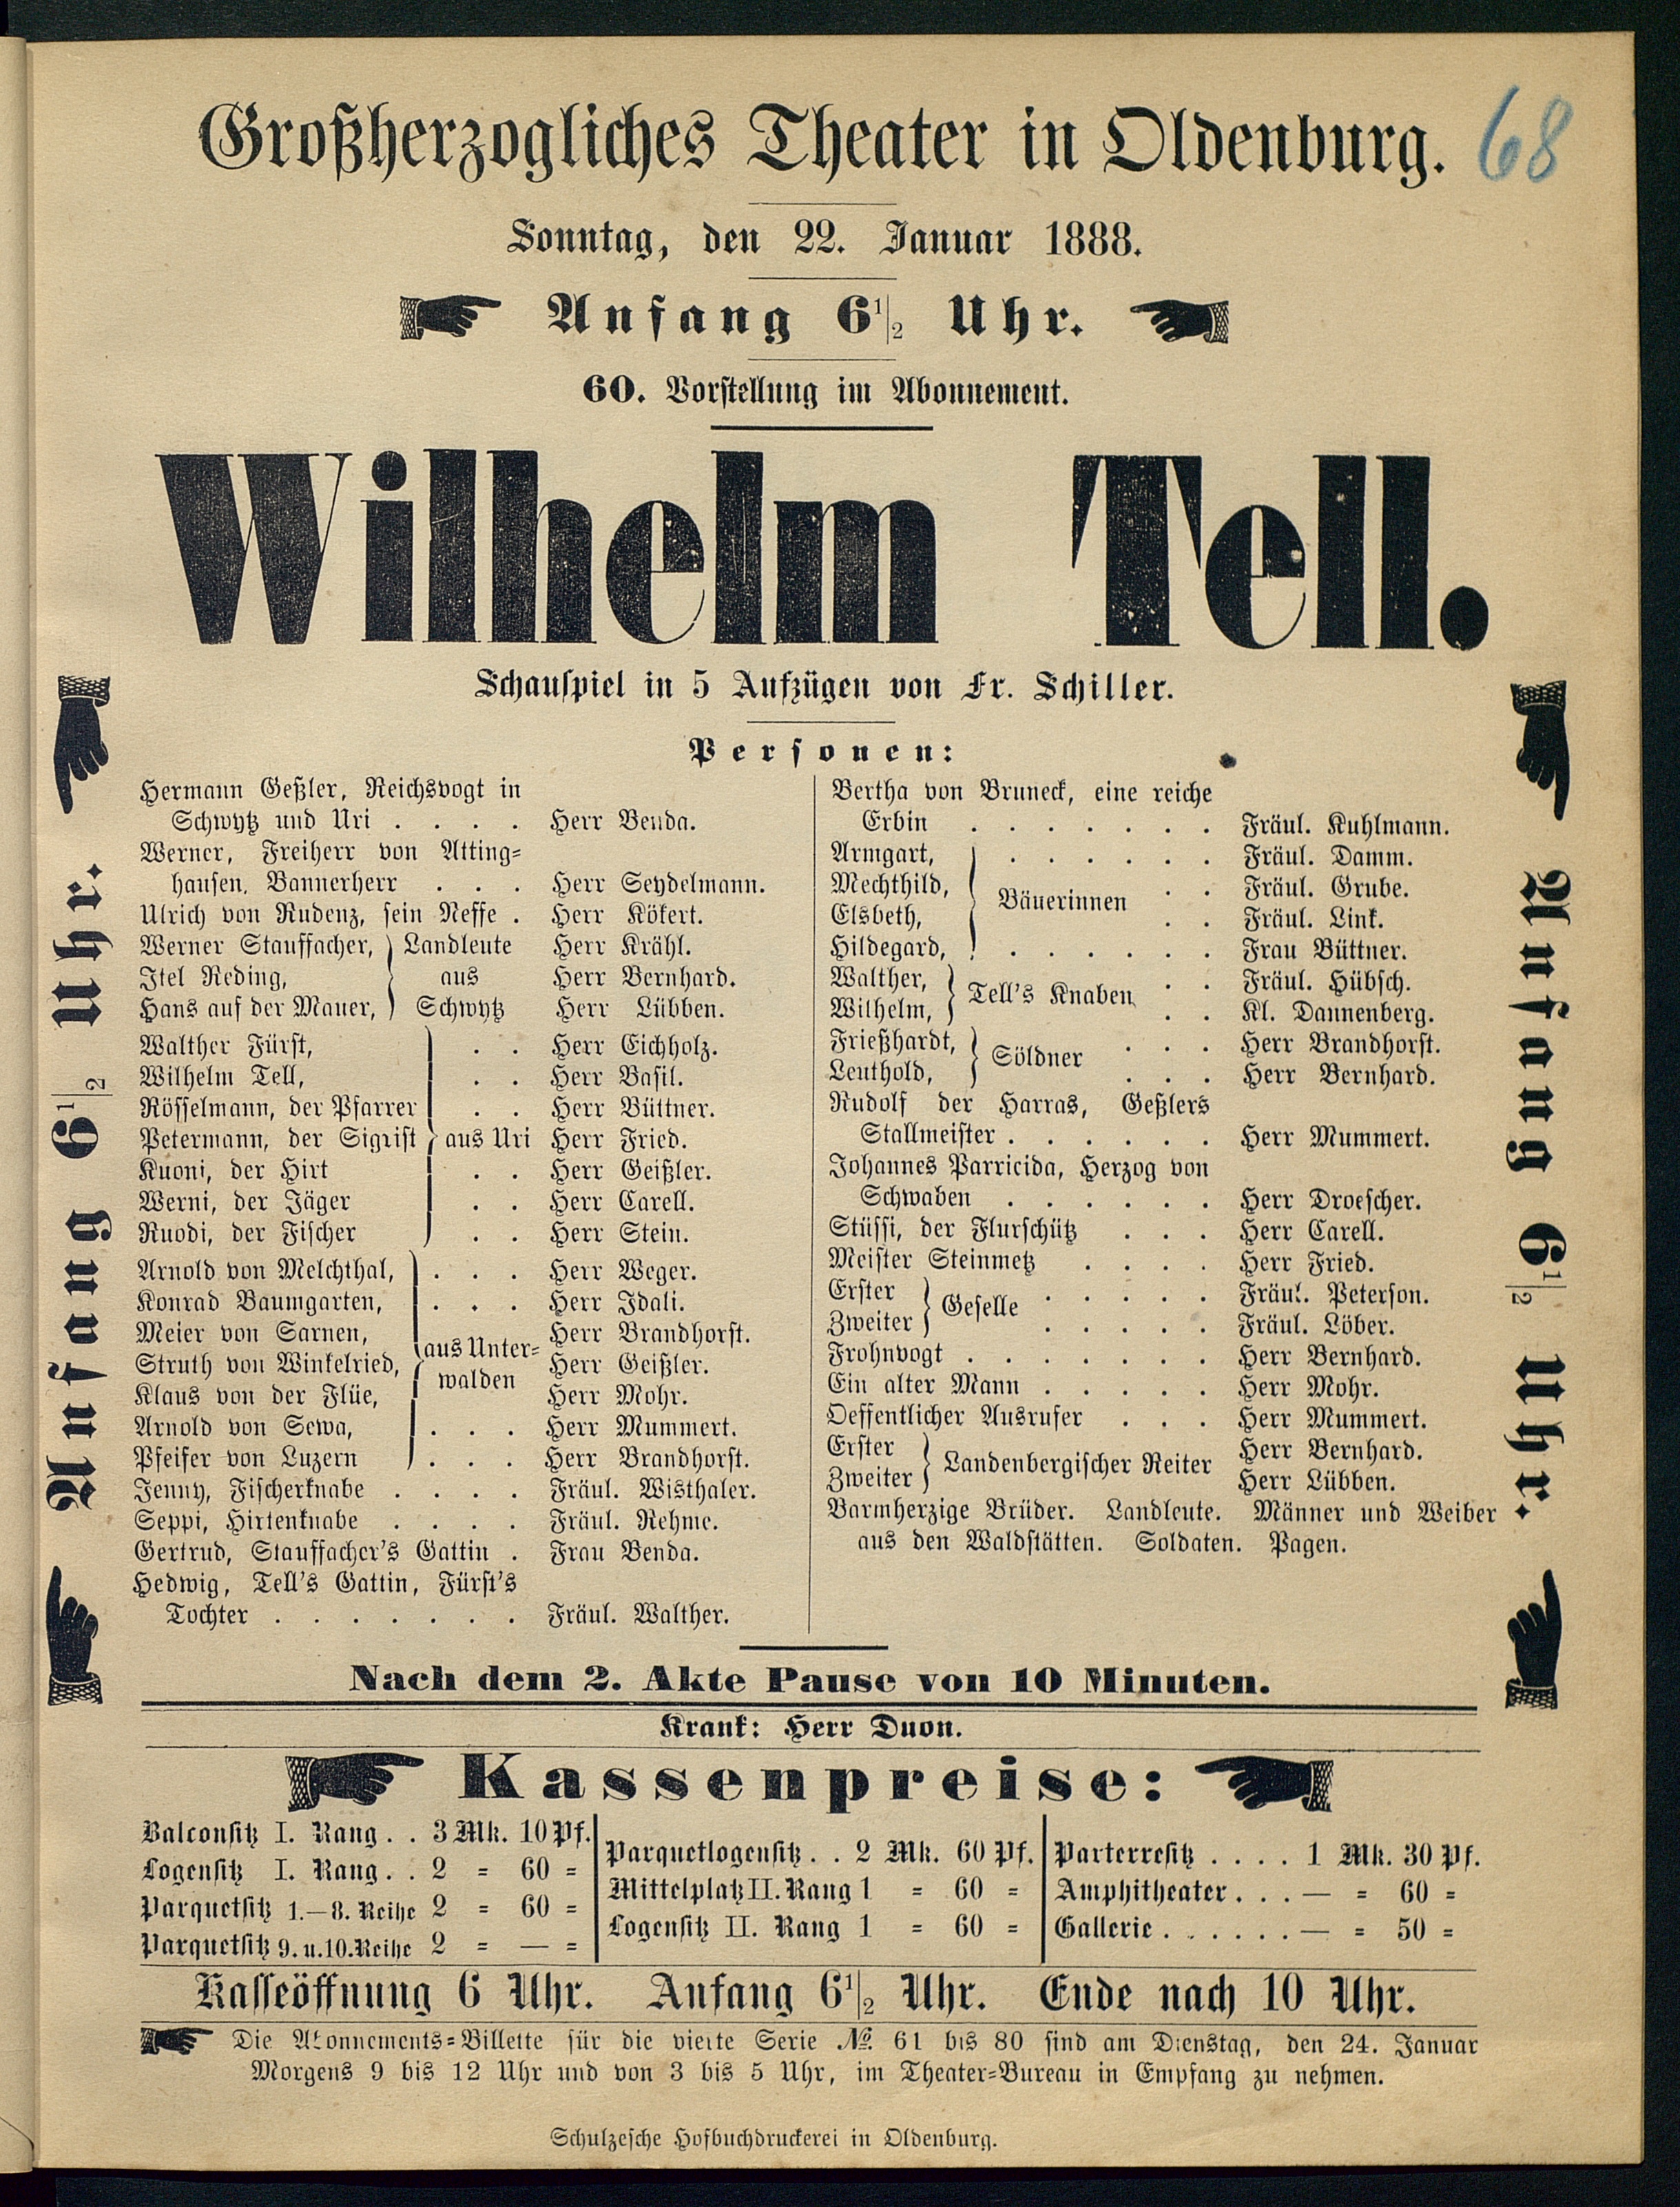 Großherzogliches Theater in Oldenburg. 68
Sonntag, den 22. Januar 1888.
Anfang 6 1/2 Uhr.
60. Vorstellung im Abonnement.
Wilhelm Tell.
Schauspiel in 5 Aufzügen von Fr. Schiller.
Anfang 6 1/2 Uhr.
Personen:
Hermann Geßler, Reichsvogt in
Schwytz und Uri . . . . Herr Benda.
Werner, Freiherr von Atting-
hausen, Bannerherr . . . Herr Seydelmann.
Ulrich von Rudenz, sein Neffe . Herr Kökert.
Werner Stauffacher, } Landleute Herr Krähl.
Itel Reding, } aus Herr Bernhard.
Hans auf der Mauer, } Schwytz Herr Lübben.
Walther Fürst, . . Herr Eichholz.
Wilhelm Tell, . . Herr Basil.
Rösselmann, der Pfarrer . . Herr Büttner.
Petermann, der Sigrist } aus Uri Herr Fried.
Kuoni, der Hirt . . Herr Geißler.
Werni, der Jäger . . Herr Carell.
Ruodi, der Fischer . . Herr Stein.
Arnold von Melchthal, . . . Herr Weger.
Konrad Baumgarten, . . . Herr Idali.
Meier von Sarnen, Herr Brandhorst.
Struth von Winkelried, } aus Unter- Herr Geißler.
Klaus von der Flüe, walden Herr Mohr.
Arnold von Sewa, . . . Herr Mummert.
Pfeifer von Luzern . . . Herr Brandhorst.
Jenny, Fischerknabe . . . . Fräul. Wisthaler.
Seppi, Hirtenknabe . . . . Fräul. Rehme.
Gertrud, Stauffacher's Gattin . Frau Benda.
Hedwig, Tell's Gattin, Fürst's
Tochter . . . . . . . Fräul. Walther.
Bertha von Bruneck, eine reiche
Erbin . . . . . . . Fräul. Kuhlmann.
Armgart, . . . . . . Fräul. Damm.
Mechthild, } Bäuerinnen . . Fräul. Grube.
Elsbeth, . . Fräul. Link.
Hildegard, . . . . . . Frau Büttner.
Walther, } Tell's Knaben . . Fräul. Hübsch.
Wilhelm, . . Kl. Dannenberg.
Frießhardt, } Söldner . . . Herr Brandhorst.
Leuthold, . . . Herr Bernhard.
Rudolf der Harras, Geßlers
Stallmeister . . . . . . Herr Mummert.
Johannes Parricida, Herzog von
Schwaben . . . . . . Herr Droescher.
Stüssi, der Flurschütz . . . Herr Carell.
Meister Steinmetz . . . . Herr Fried.
Erster } Geselle . . . . . Fräul. Peterson.
Zweiter . . . . . Fräul. Löber.
Frohnvogt . . . . . . . Herr Bernhard.
Ein alter Mann . . . . . Herr Mohr.
Oeffentlicher Ausrufer . . . Herr Mummert.
Erster } Landenbergischer Reiter Herr Bernhard.
Zweiter Herr Lübben.
Barmherzige Brüder. Landleute. Männer und Weiber
aus den Waldstätten. Soldaten. Pagen.
Anfang 6 1/2 Uhr.
Nach dem 2. Akte Pause von 10 Minuten.
Krank: Herr Duon.
Kassenpreise:
Balconsitz I. Rang . . 3 Mk. 10 Pf.
Logensitz I. Rang . . 2 = 60 =
Parquetsitz 1.—8. Reihe 2 = 60 =
Parquetsitz 9. u. 10. Reihe 2 = — =
Parquetlogensitz . . 2 Mk. 60 Pf.
Mittelplatz II. Rang 1 = 60 =
Logensitz II. Rang 1 = 60 =
Parterresitz . . . . 1 Mk. 30 Pf.
Amphitheater . . . — = 60 =
Gallerie . . . . . . — = 50 =
Kasseöffnung 6 Uhr. Anfang 6 1/2 Uhr. Ende nach 10 Uhr.
Die Abonnements-Billette für die vierte Serie № 61 bis 80 sind am Dienstag, den 24. Januar
Morgens 9 bis 12 Uhr und von 3 bis 5 Uhr, im Theater-Bureau in Empfang zu nehmen.
Schulzesche Hofbuchdruckerei in Oldenburg.